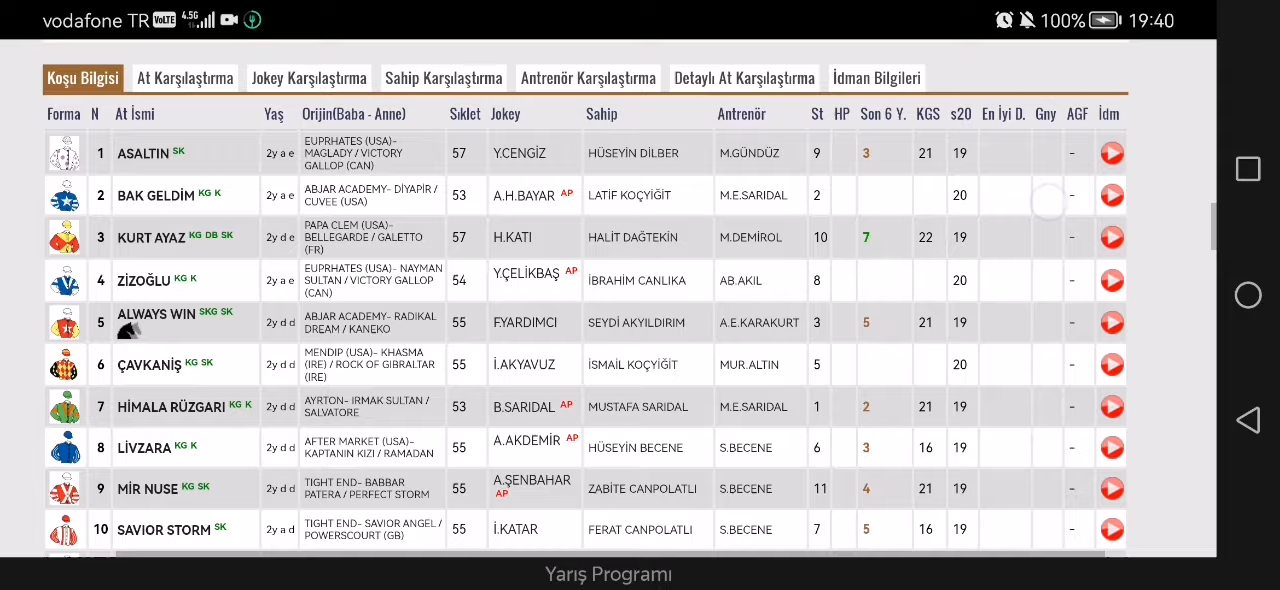 vodafone TR VoLTE 4.5G 100% 19:40
Koşu Bilgisi At Karşılaştırma Jokey Karşılaştırma Sahip Karşılaştırma Antrenör Karşılaştırma Detaylı At Karşılaştırma İdman Bilgileri
Forma N At İsmi Yaş Orijin(Baba - Anne) Sıklet Jokey Sahip Antrenör St HP Son 6 Y. KGS s20 En İyi D. Gny AGF İdm
1 ASALTIN SK 2y a e EUPRHATES (USA)- MAGLADY / VICTORY GALLOP (CAN) 57 Y.CENGİZ HÜSEYİN DİLBER M.GÜNDÜZ 9 3 21 19 -
2 BAK GELDİM KG K 2y a e ABJAR ACADEMY- DİYAPİR / CUVEE (USA) 53 A.H.BAYAR AP LATİF KOÇYİĞİT M.E.SARIDAL 2 20 -
3 KURT AYAZ KG DB SK 2y d e PAPA CLEM (USA)- BELLEGARDE / GALETTO (FR) 57 H.KATI HALİT DAĞTEKİN M.DEMİROL 10 7 22 19 -
4 ZİZOĞLU KG K 2y a e EUPRHATES (USA)- NAYMAN SULTAN / VICTORY GALLOP (CAN) 54 Y.ÇELİKBAŞ AP İBRAHİM CANLIKA AB.AKIL 8 20 -
5 ALWAYS WIN SKG SK 2y d d ABJAR ACADEMY- RADIKAL DREAM / KANEKO 55 F.YARDIMCI SEYDİ AKYILDIRIM A.E.KARAKURT 3 5 21 19 -
6 ÇAVKANİŞ KG SK 2y d d MENDIP (USA)- KHASMA (IRE) / ROCK OF GIBRALTAR (IRE) 55 İ.AKYAVUZ İSMAİL KOÇYİĞİT MUR.ALTIN 5 20 -
7 HİMALA RÜZGARI KG K 2y d d AYRTON- IRMAK SULTAN / SALVATORE 53 B.SARIDAL AP MUSTAFA SARIDAL M.E.SARIDAL 1 2 21 19 -
8 LİVZARA KG K 2y d d AFTER MARKET (USA)- KAPTANIN KIZI / RAMADAN 55 A.AKDEMİR AP HÜSEYİN BECENE S.BECENE 6 3 16 19 -
9 MİR NUSE KG SK 2y d d TIGHT END- BABBAR PATERA / PERFECT STORM 55 A.ŞENBAHAR AP ZABİTE CANPOLATLI S.BECENE 11 4 21 19 -
10 SAVIOR STORM SK 2y a d TIGHT END- SAVIOR ANGEL / POWERSCOURT (GB) 55 İ.KATAR FERAT CANPOLATLI S.BECENE 7 5 16 19 -
Yarış Programı